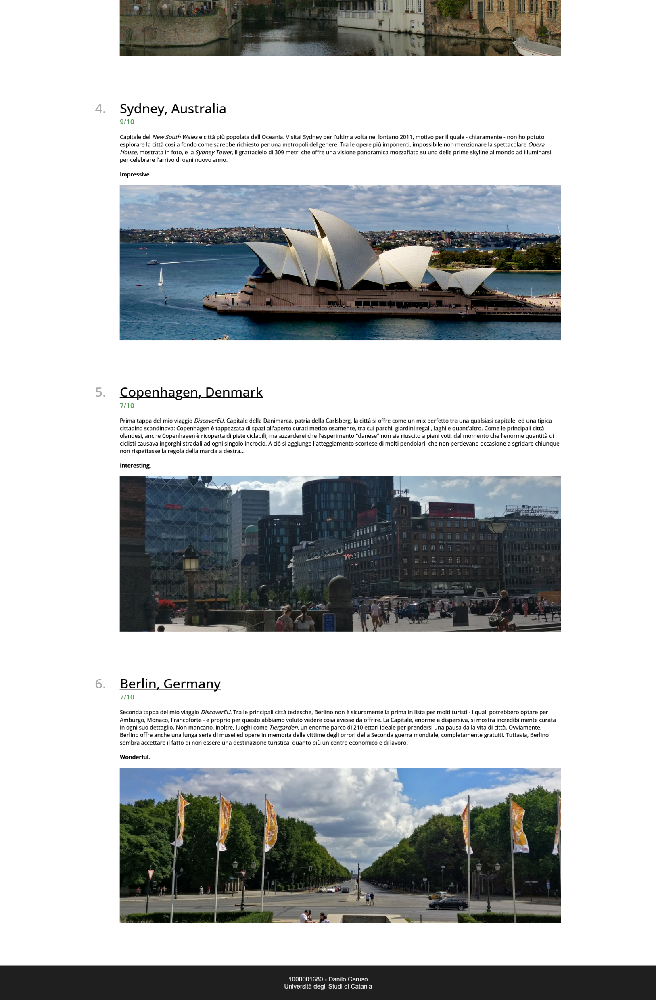 4. Sydney, Australia
9/10
Capitale del New South Wales e città più popolata dell'Oceania. Visitai Sydney per l'ultima volta nel lontano 2011, motivo per il quale - chiaramente - non ho potuto
esplorare la città così a fondo come sarebbe richiesto per una metropoli del genere. Tra le opere più imponenti, impossibile non menzionare la spettacolare Opera
House, mostrata in foto, e la Sydney Tower, il grattacielo di 309 metri che offre una visione panoramica mozzafiato su una delle prime skyline al mondo ad illuminarsi
per celebrare l'arrivo di ogni nuovo anno.
Impressive.
5. Copenhagen, Denmark
7/10
Prima tappa del mio viaggio DiscoverEU. Capitale della Danimarca, patria della Carlsberg, la città si offre come un mix perfetto tra una qualsiasi capitale, ed una tipica
cittadina scandinava: Copenhagen è tappezzata di spazi all'aperto curati meticolosamente, tra cui parchi, giardini regali, laghi e quant'altro. Come le principali città
olandesi, anche Copenhagen è ricoperta di piste ciclabili, ma azzarderei che l'esperimento "danese" non sia riuscito a pieni voti, dal momento che l'enorme quantità di
ciclisti causava ingorghi stradali ad ogni singolo incrocio. A ciò si aggiunge l'atteggiamento scortese di molti pendolari, che non perdevano occasione a sgridare chiunque
non rispettasse la regola della marcia a destra...
Interesting.
THAI
The Square
Hotel The Square
6. Berlin, Germany
7/10
Seconda tappa del mio viaggio DiscoverEU. Tra le principali città tedesche, Berlino non è sicuramente la prima in lista per molti turisti - i quali potrebbero optare per
Amburgo, Monaco, Francoforte - e proprio per questo abbiamo voluto vedere cosa avesse da offrire. La Capitale, enorme e dispersiva, si mostra incredibilmente curata
in ogni suo dettaglio. Non mancano, inoltre, luoghi come Tiergarden, un enorme parco di 210 ettari ideale per prendersi una pausa dalla vita di città. Ovviamente,
Berlino offre anche una lunga serie di musei ed opere in memoria delle vittime degli orrori della Seconda guerra mondiale, completamente gratuiti. Tuttavia, Berlino
sembra accettare il fatto di non essere una destinazione turistica, quanto più un centro economico e di lavoro.
Wonderful.
1000001680 - Danilo Caruso
Università degli Studi di Catania